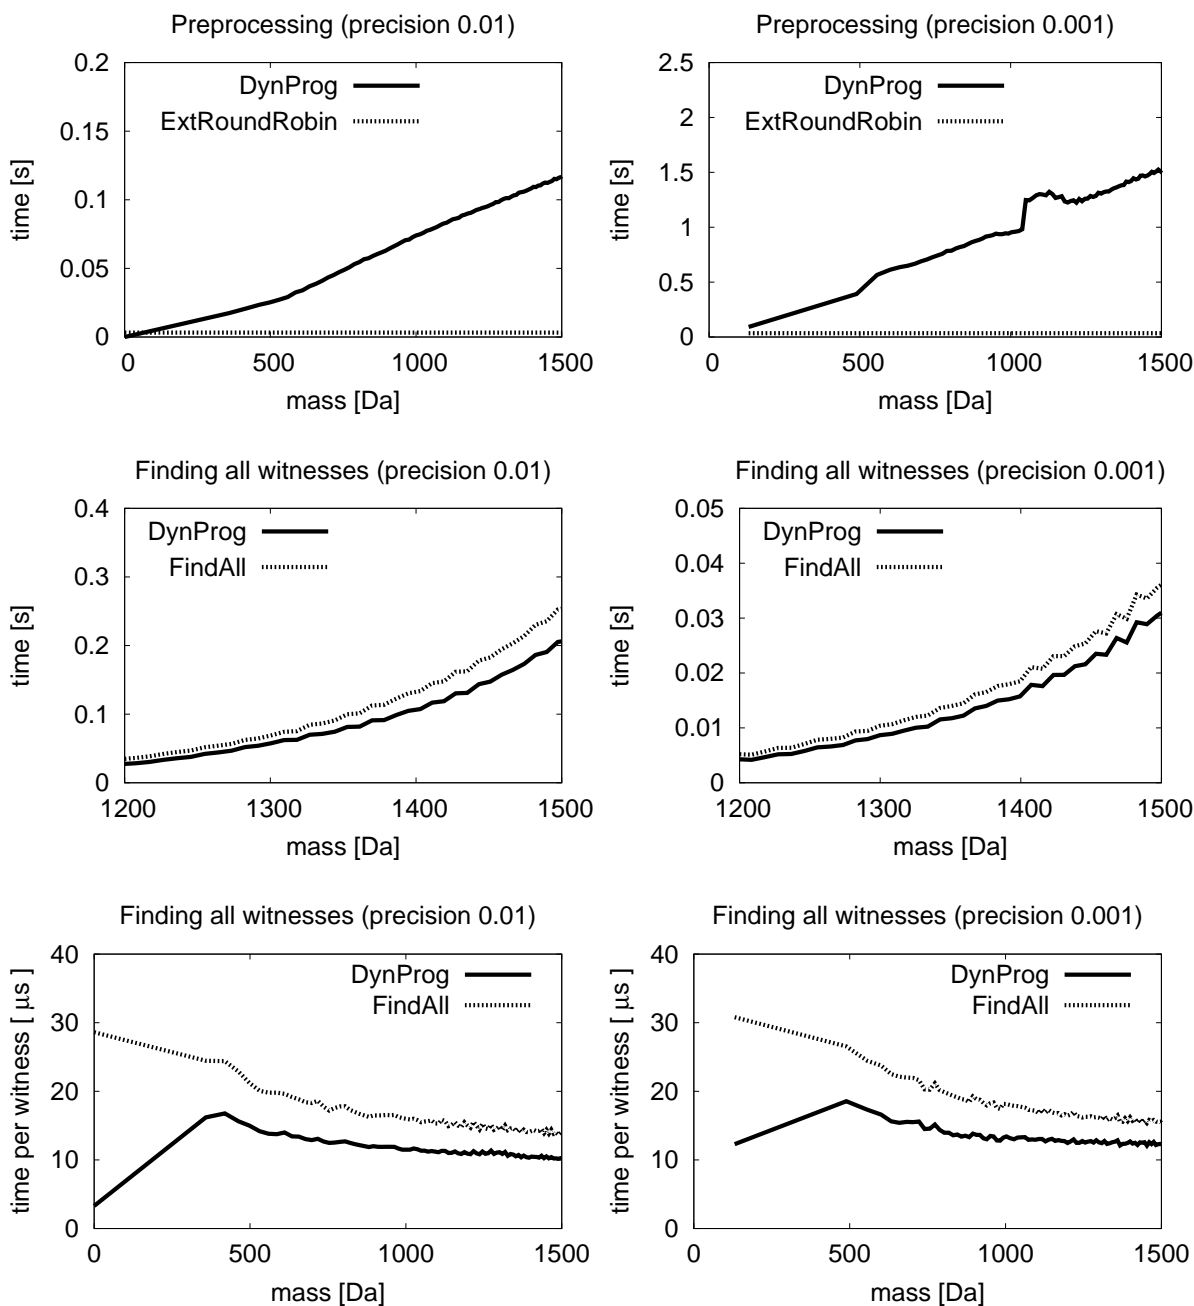 Preprocessing (precision 0.01)
0.2
0.15
0.1
0.05
0
time [s]
DynProg
ExtRoundRobin
0 500 1000 1500
mass [Da]
Preprocessing (precision 0.001)
2.5
2
1.5
1
0.5
0
time [s]
DynProg
ExtRoundRobin
0 500 1000 1500
mass [Da]
Finding all witnesses (precision 0.01)
0.4
0.3
0.2
0.1
0
time [s]
DynProg
FindAll
1200 1300 1400 1500
mass [Da]
Finding all witnesses (precision 0.001)
0.05
0.04
0.03
0.02
0.01
0
time [s]
DynProg
FindAll
1200 1300 1400 1500
mass [Da]
Finding all witnesses (precision 0.01)
40
30
20
10
0
time per witness [ μs ]
DynProg
FindAll
0 500 1000 1500
mass [Da]
Finding all witnesses (precision 0.001)
40
30
20
10
0
time per witness [ μs ]
DynProg
FindAll
0 500 1000 1500
mass [Da]